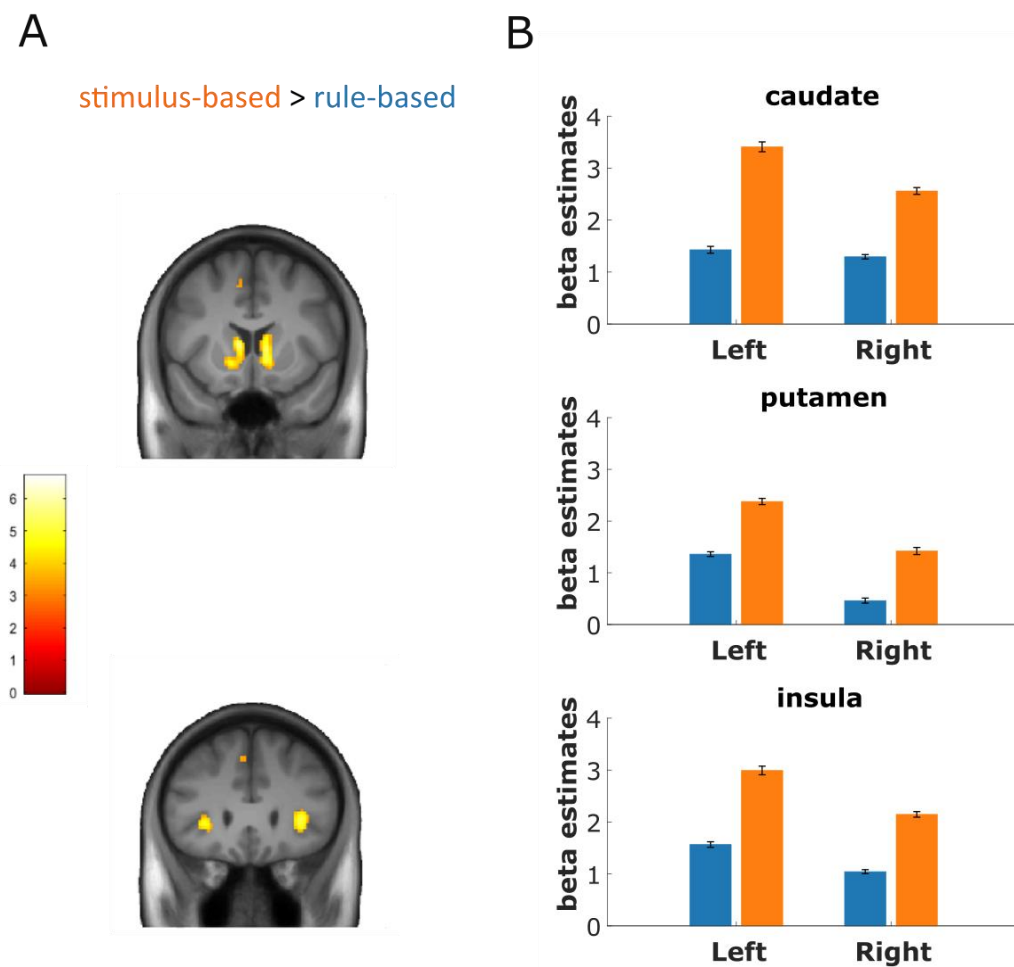 A
stimulus-based > rule-based
6
5
4
3
2
1
0
B
caudate
beta estimates
4
3
2
1
0
Left Right
putamen
beta estimates
4
3
2
1
0
Left Right
insula
beta estimates
4
3
2
1
0
Left Right